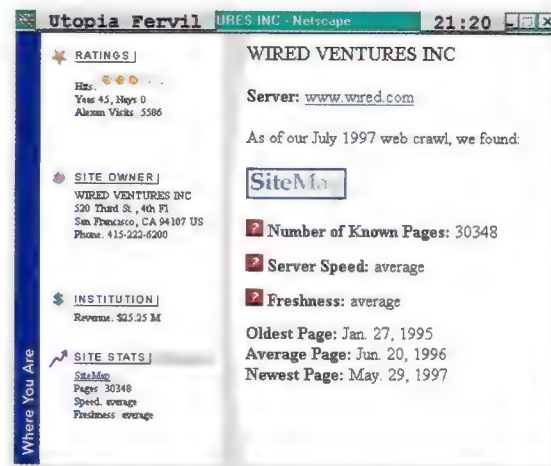 Utopia Fervil URES INC - Netscape 21:20
RATINGS
Hits.
Yeas 45, Nays 0
Alexan Visits 5586
SITE OWNER
WIRED VENTURES INC
520 Third St , 4th Fl
San Francisco, CA 94107 US
Phone. 415-222-6200
$ INSTITUTION
Revenue. $25.25 M
SITE STATS
SiteMap
Pages 30348
Speed. average
Freshness average
Where You Are
WIRED VENTURES INC
Server: www.wired.com
As of our July 1997 web crawl, we found:
SiteMa
? Number of Known Pages: 30348
? Server Speed: average
? Freshness: average
Oldest Page: Jan. 27, 1995
Average Page: Jun. 20, 1996
Newest Page: May. 29, 1997